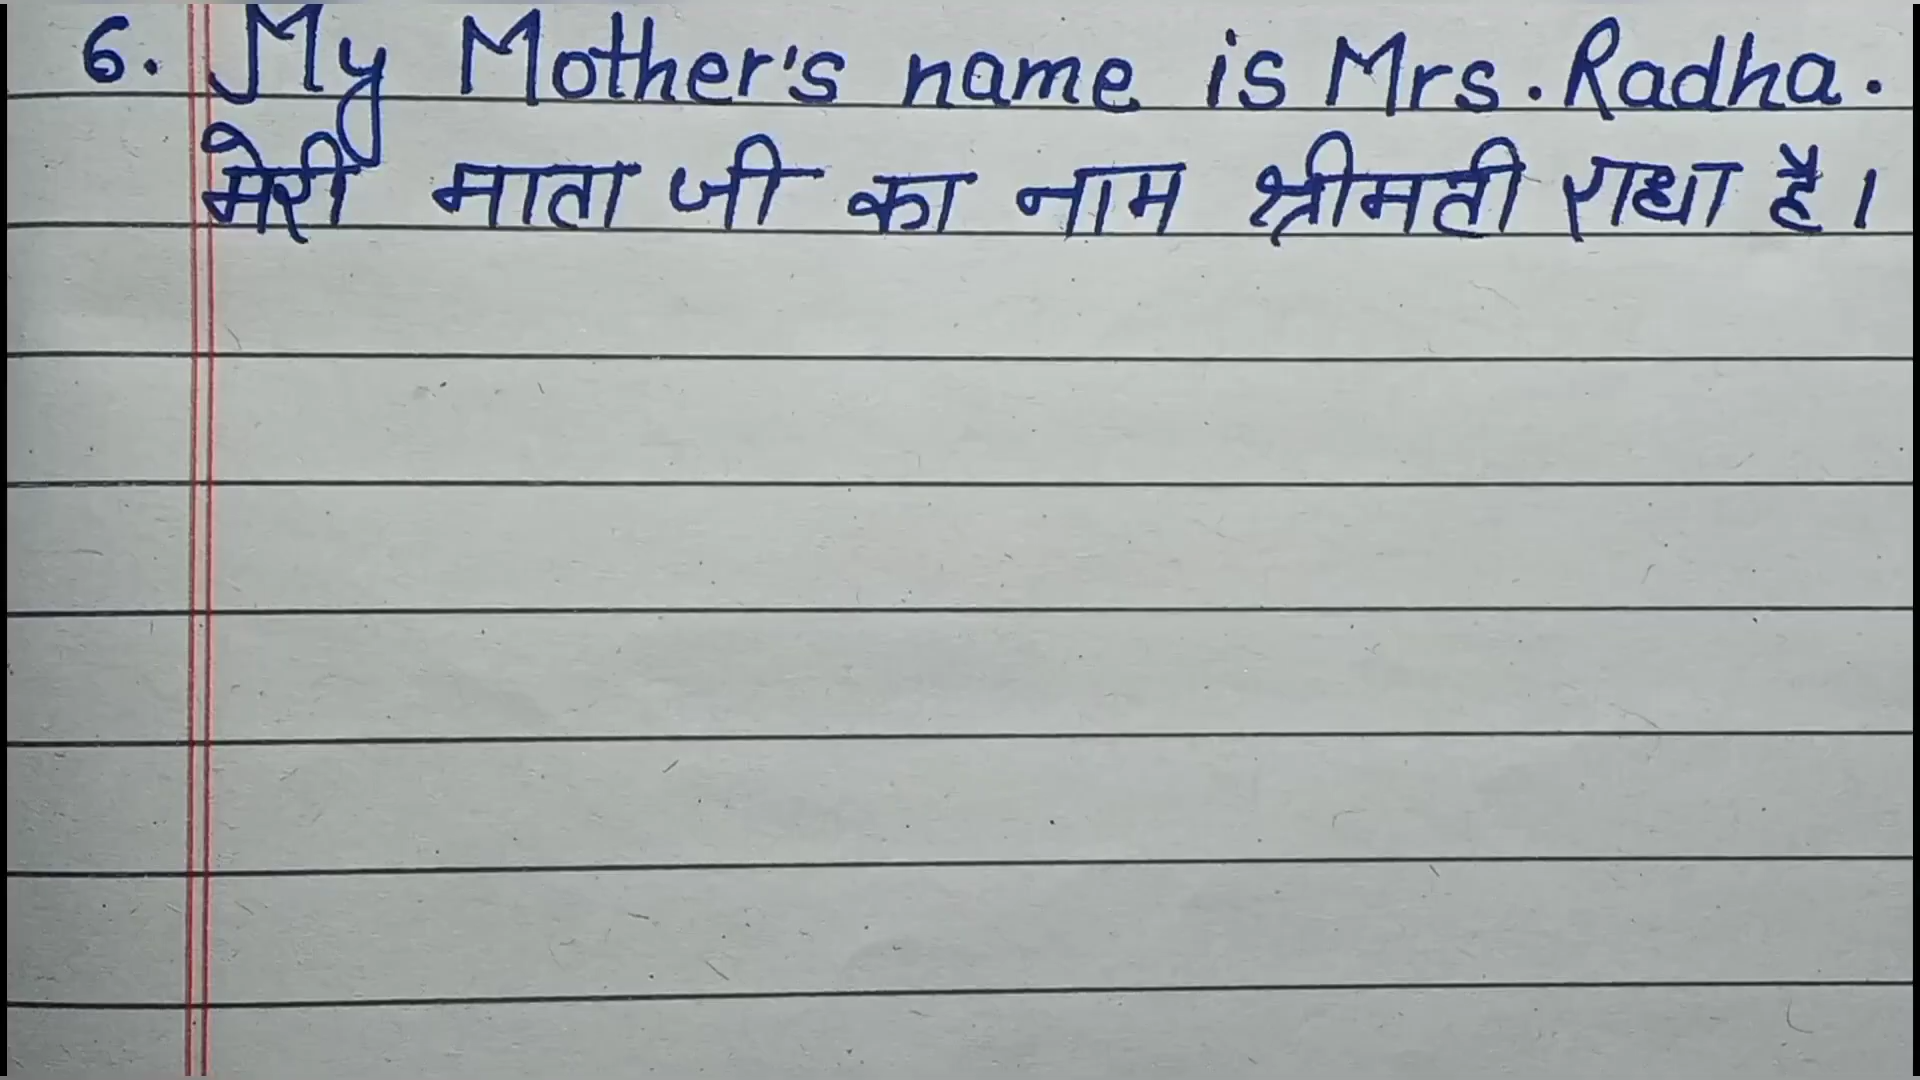 6. My Mother's name is Mrs. Radha.
मेरी माता जी का नाम श्रीमती राधा है।